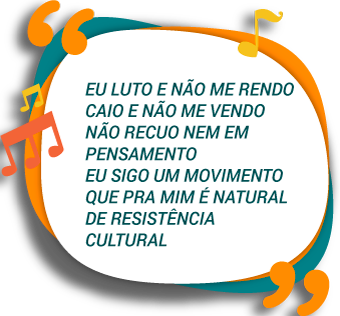 EU LUTO E NÃO ME RENDO
CAIO E NÃO ME VENDO
NÃO RECUO NEM EM
PENSAMENTO
EU SIGO UM MOVIMENTO
QUE PRA MIM É NATURAL
DE RESISTÊNCIA
CULTURAL